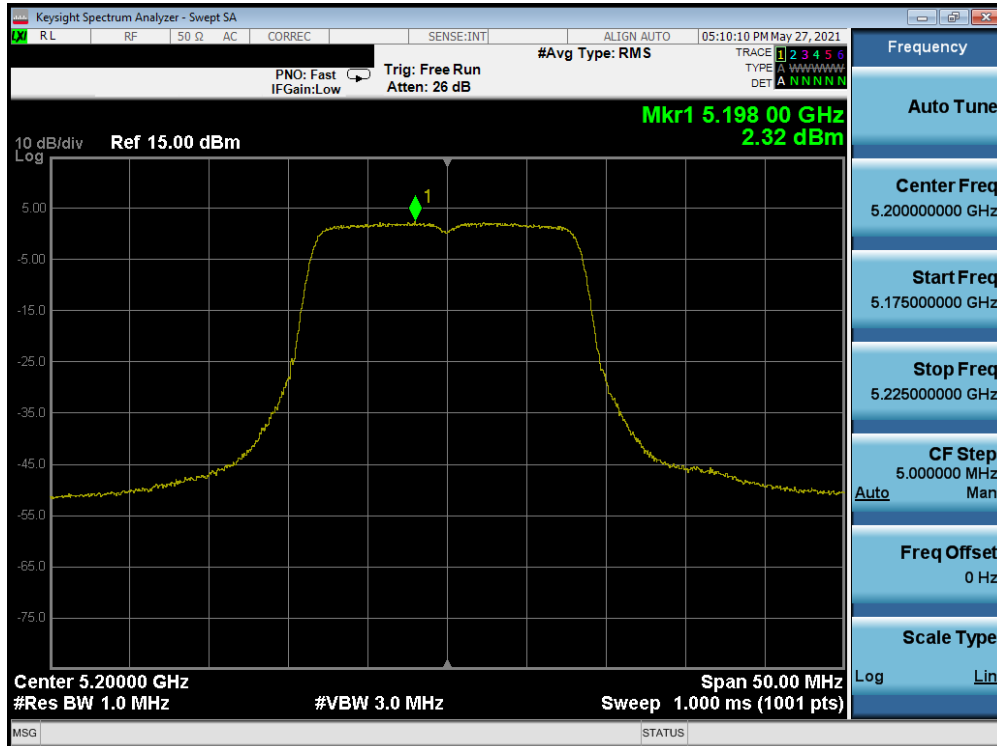 Keysight Spectrum Analyzer - Swept SA
LXI RL RF 50 Ω AC CORREC SENSE:INT ALIGN AUTO 05:10:10 PM May 27, 2021
Frequency
#Avg Type: RMS
TRACE 1 2 3 4 5 6
PNO: Fast Trig: Free Run
TYPE A WWWWW
IFGain:Low Atten: 26 dB
DET A N N N N N
Auto Tune
Mkr1 5.198 00 GHz
2.32 dBm
10 dB/div Ref 15.00 dBm
Log
1
5.00
-5.00
-15.0
-25.0
-35.0
-45.0
-55.0
-65.0
-75.0
Center Freq
5.200000000 GHz
Start Freq
5.175000000 GHz
Stop Freq
5.225000000 GHz
CF Step
5.000000 MHz
Auto Man
Freq Offset
0 Hz
Scale Type
Log Lin
Center 5.20000 GHz Span 50.00 MHz
#Res BW 1.0 MHz #VBW 3.0 MHz Sweep 1.000 ms (1001 pts)
MSG STATUS